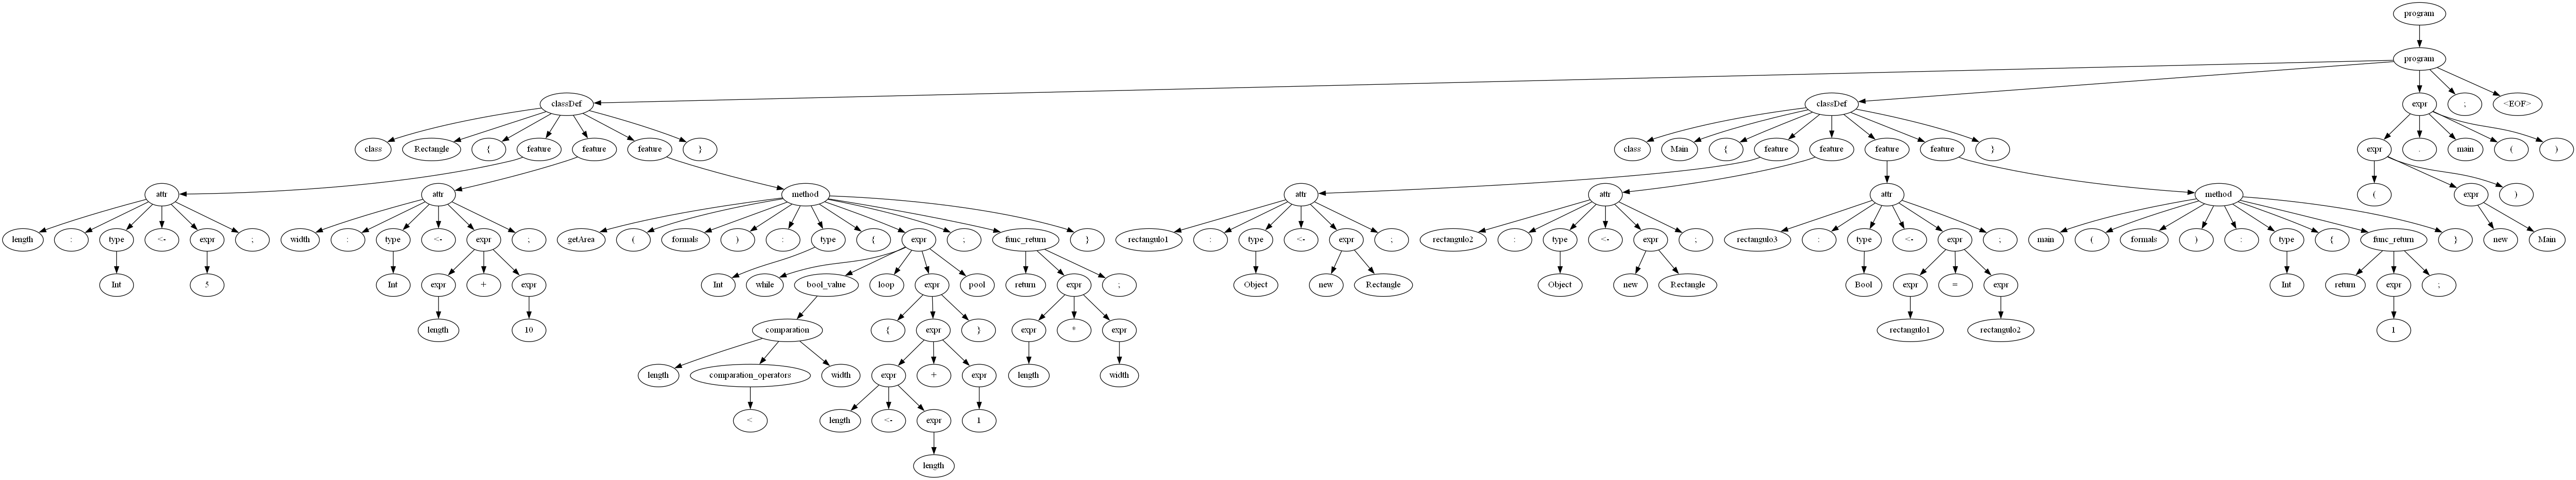 program
program
classDef classDef expr ; <EOF>
class Rectangle { feature feature feature } class Main { feature feature feature feature } expr . main ( )
attr attr method attr attr attr method ( expr )
length : type <- expr ; width : type <- expr ; getArea ( formals ) : type { expr ; func_return } rectangulo1 : type <- expr ; rectangulo2 : type <- expr ; rectangulo3 : type <- expr ; main ( formals ) : type { func_return } new Main
Int 5 Int expr + expr Int while bool_value loop expr pool return expr ; Object new Rectangle Object new Rectangle Bool expr = expr Int return expr ;
length 10 comparation { expr } expr * expr rectangulo1 rectangulo2 1
length comparation_operators width expr + expr length width
< length <- expr 1
length